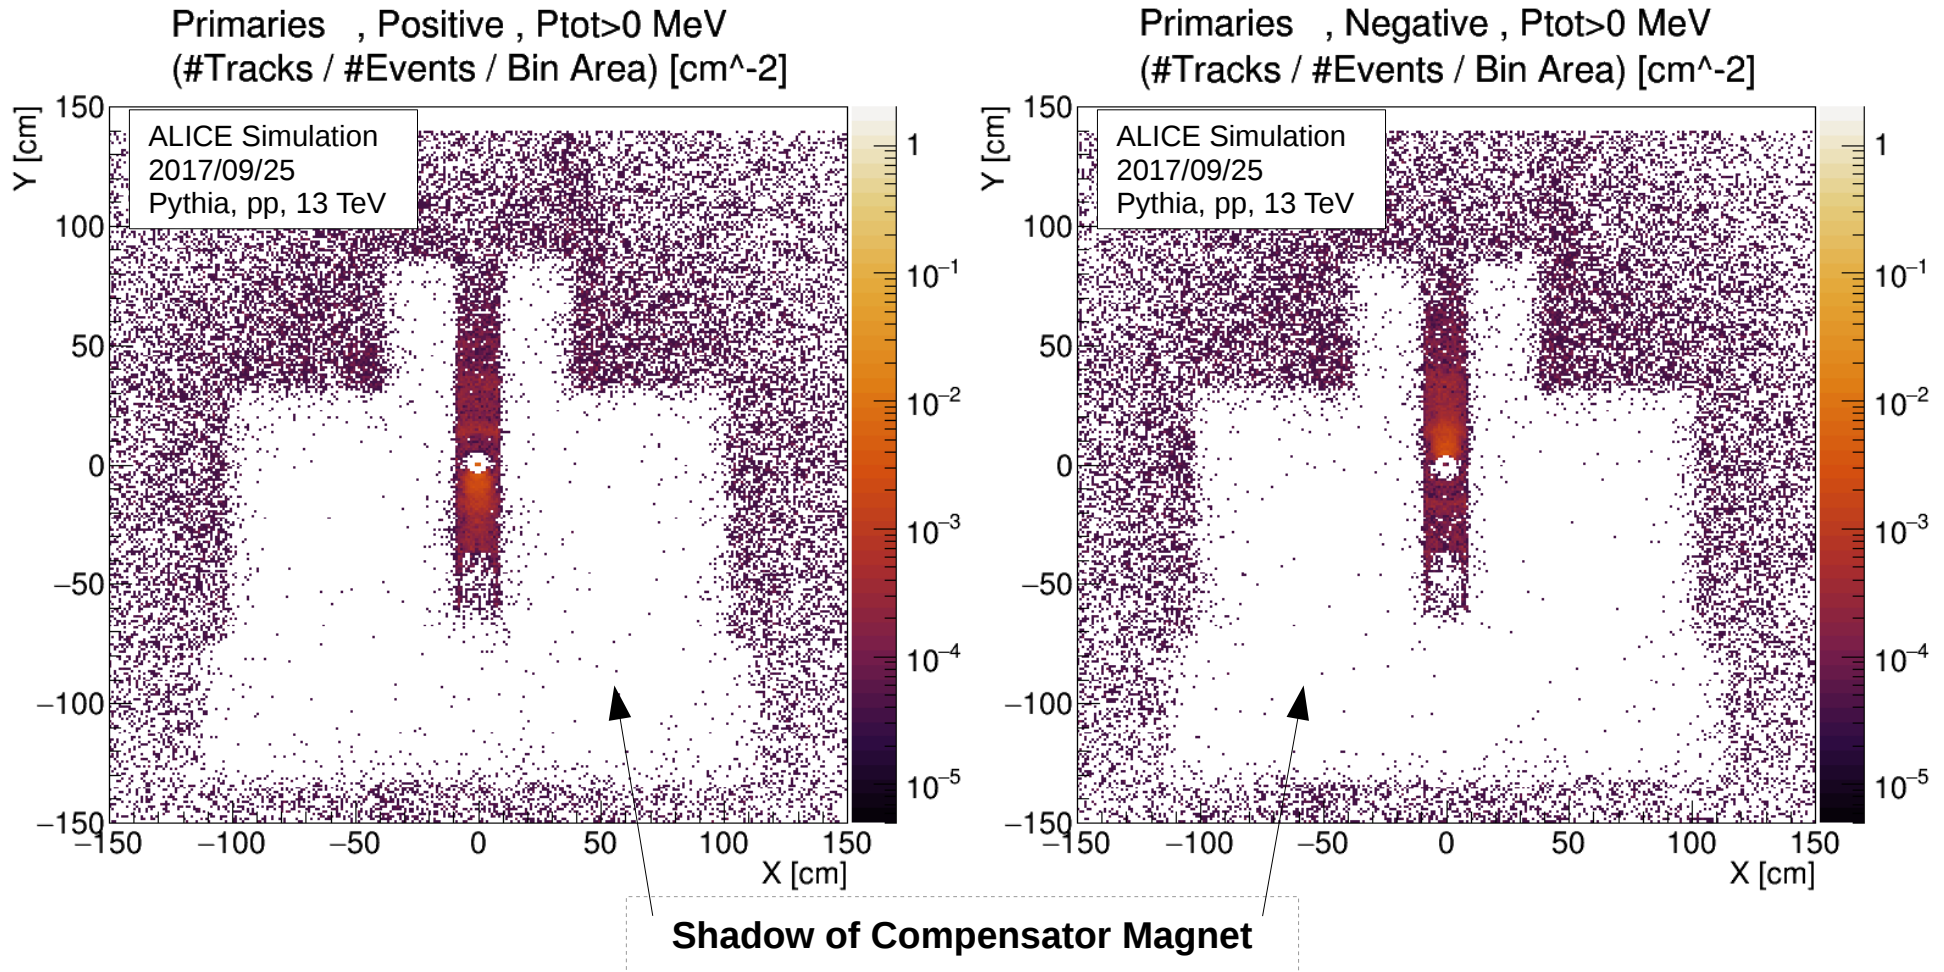 Primaries , Positive , Ptot>0 MeV
(#Tracks / #Events / Bin Area) [cm^-2]
Y [cm]
ALICE Simulation
2017/09/25
Pythia, pp, 13 TeV
150
100
50
0
−50
−100
−150
−150 −100 −50 0 50 100 150
X [cm]
1
10−1
10−2
10−3
10−4
10−5
Primaries , Negative , Ptot>0 MeV
(#Tracks / #Events / Bin Area) [cm^-2]
Y [cm]
ALICE Simulation
2017/09/25
Pythia, pp, 13 TeV
150
100
50
0
−50
−100
−150
−150 −100 −50 0 50 100 150
X [cm]
1
10−1
10−2
10−3
10−4
10−5
Shadow of Compensator Magnet